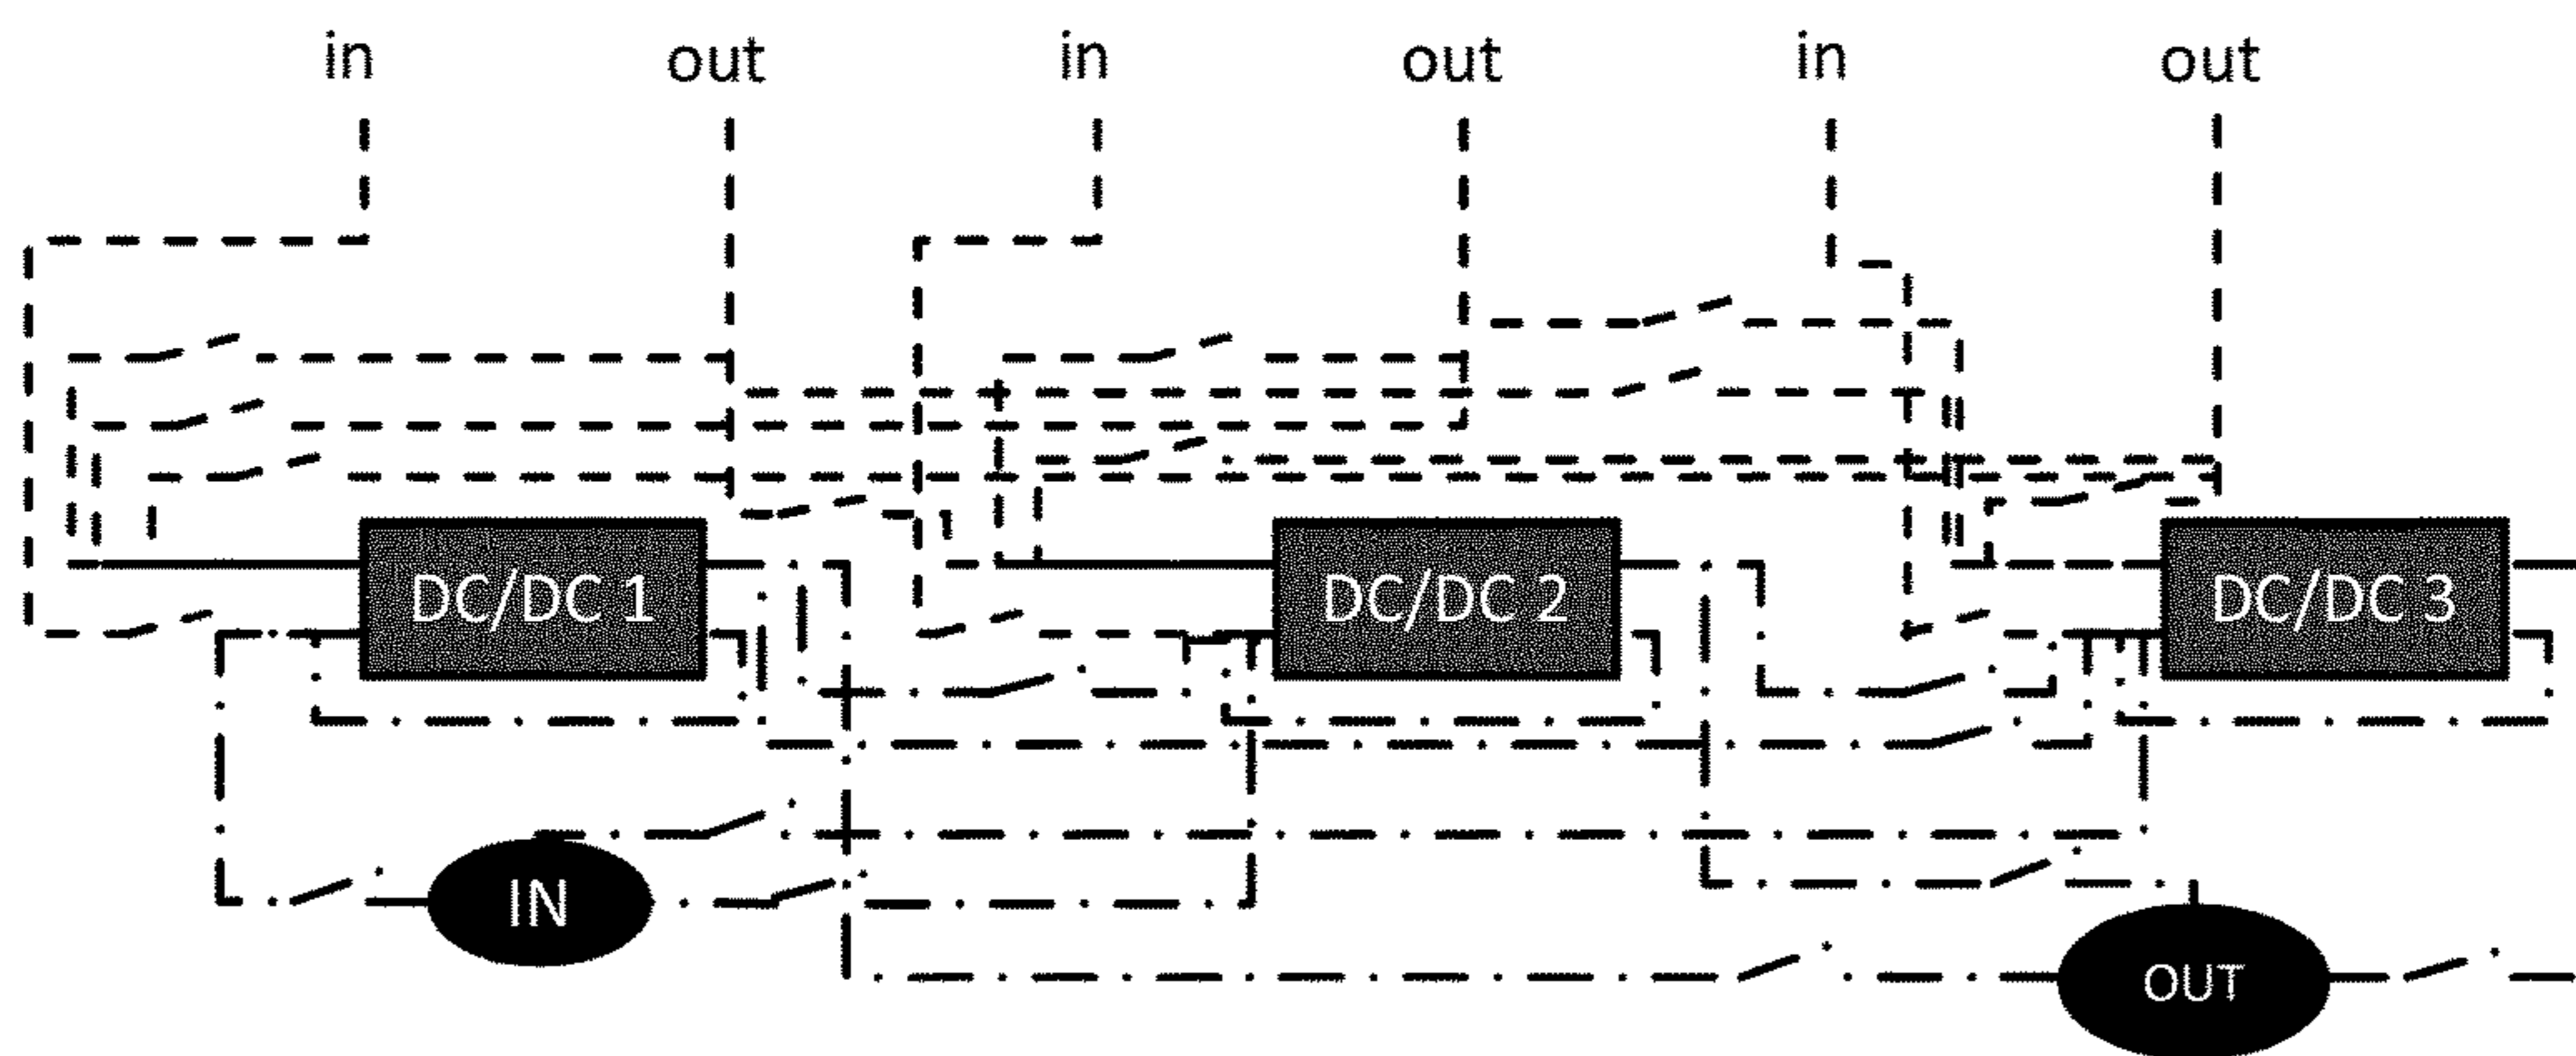 in out in out in out
DC/DC 1 DC/DC 2 DC/DC 3
IN
OUT